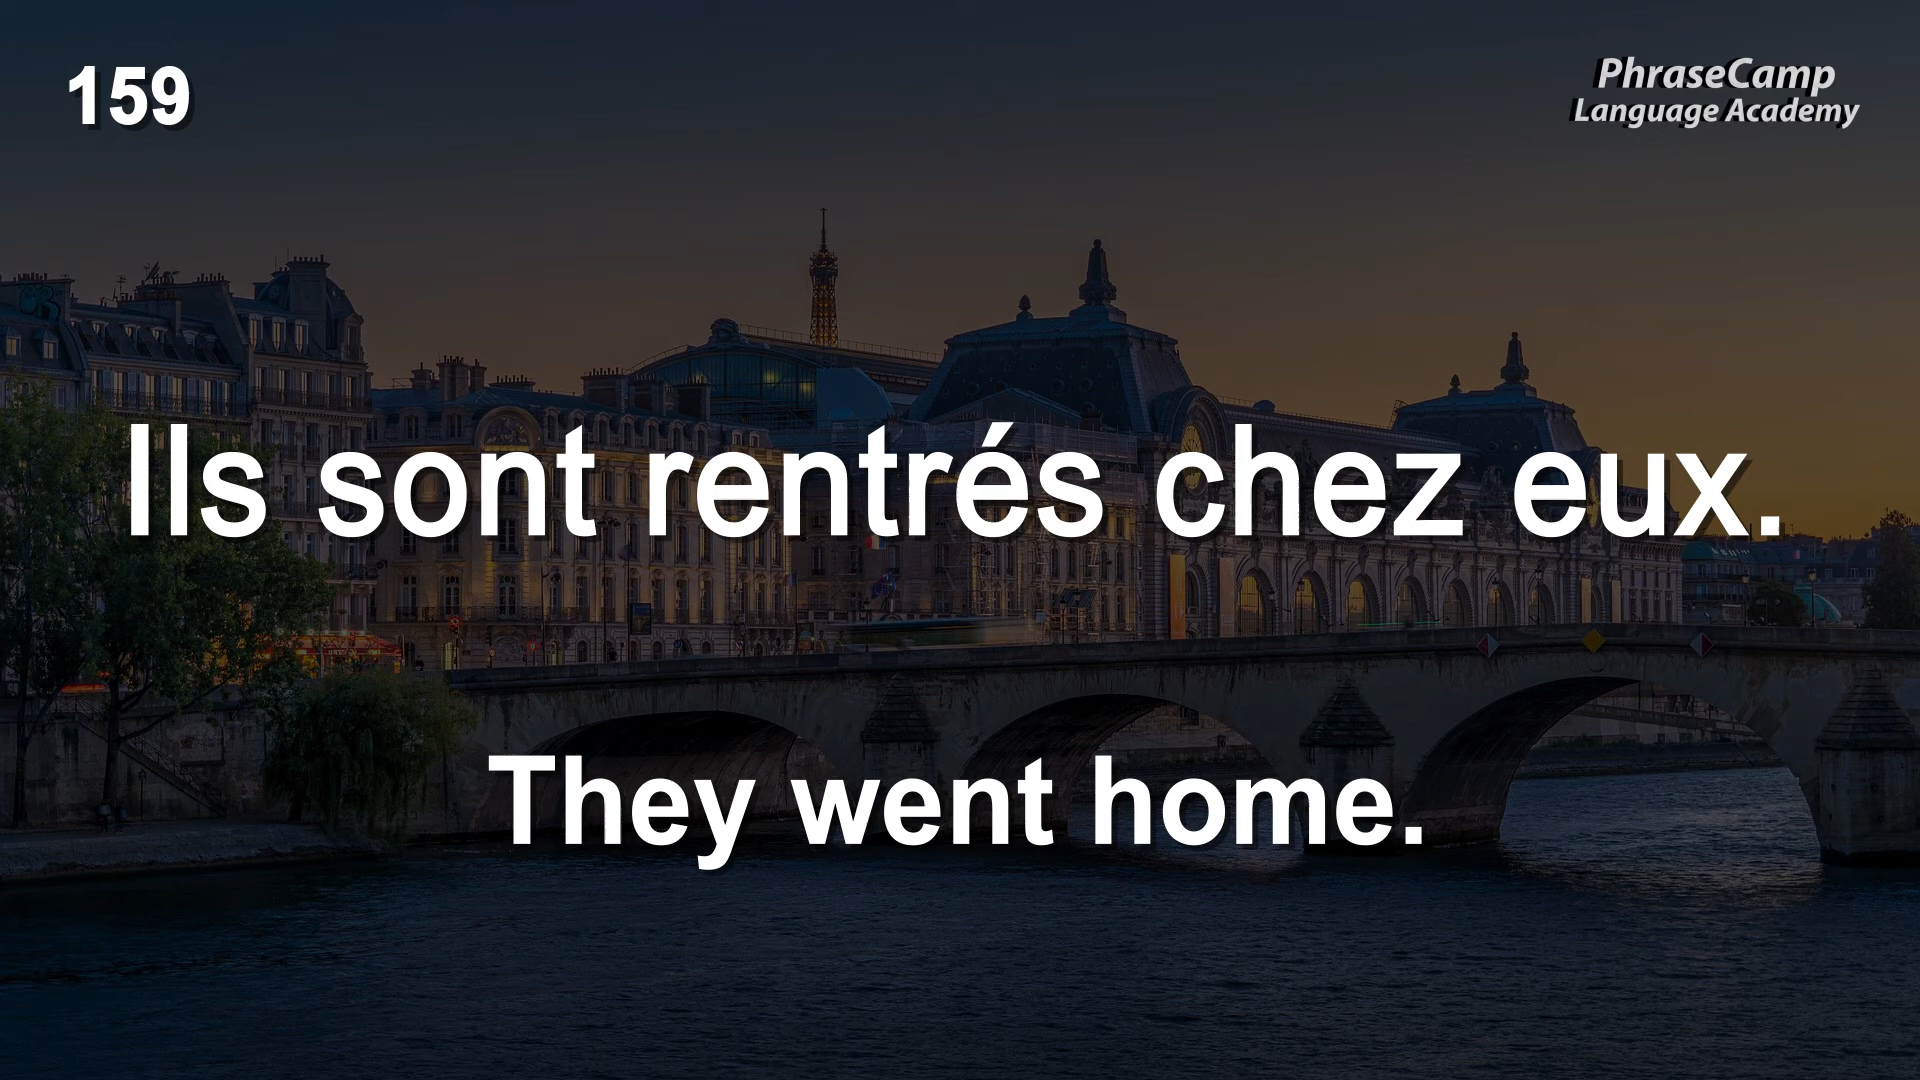 159
PhraseCamp
Language Academy
Ils sont rentrés chez eux.
They went home.